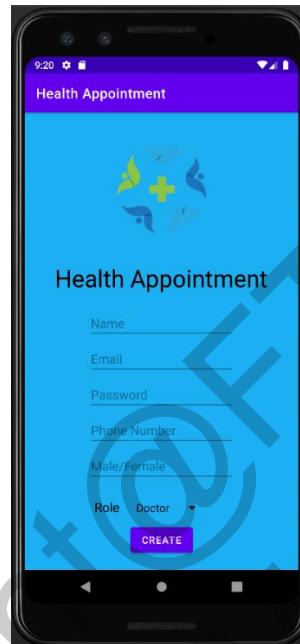 9:20
Health Appointment
Health Appointment
Name
Email
Password
Phone Number
Male/Female
Role Doctor
CREATE